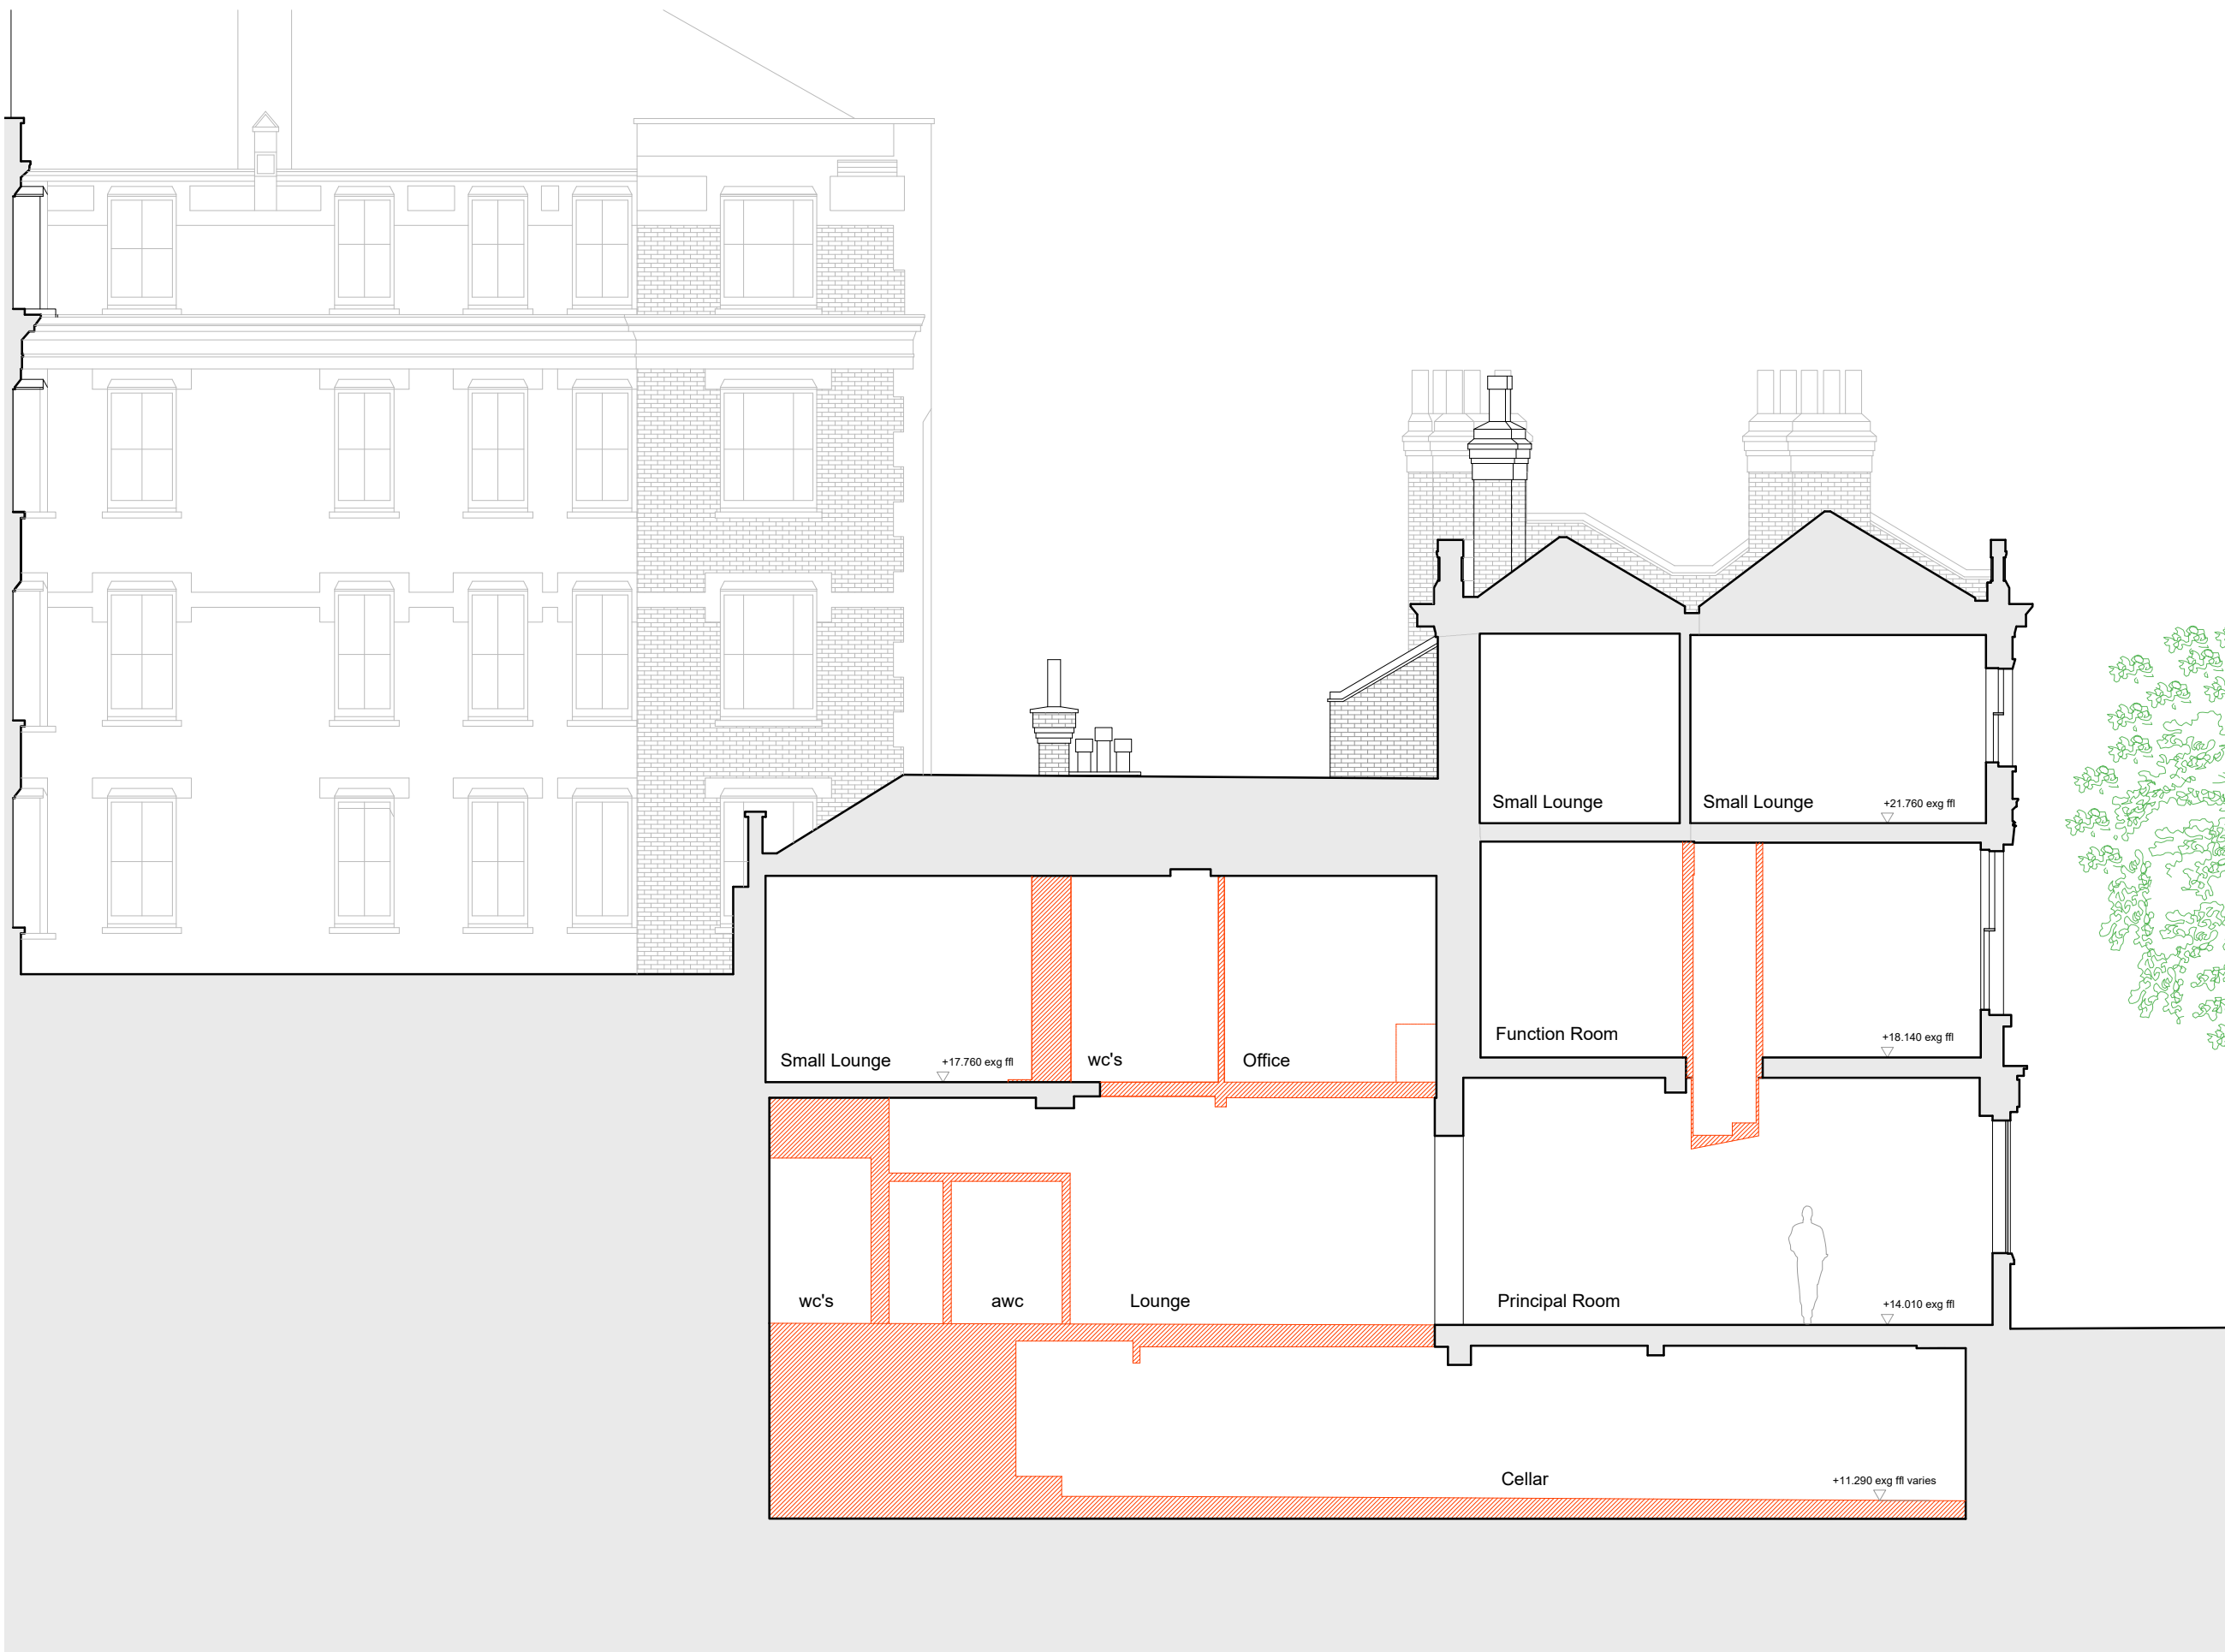 Small Lounge
Small Lounge
+21.760 exg ffl
Function Room
+18.140 exg ffl
Small Lounge
+17.760 exg ffl
wc's
Office
wc's
awc
Lounge
Principal Room
+14.010 exg ffl
Cellar
+11.290 exg ffl varies